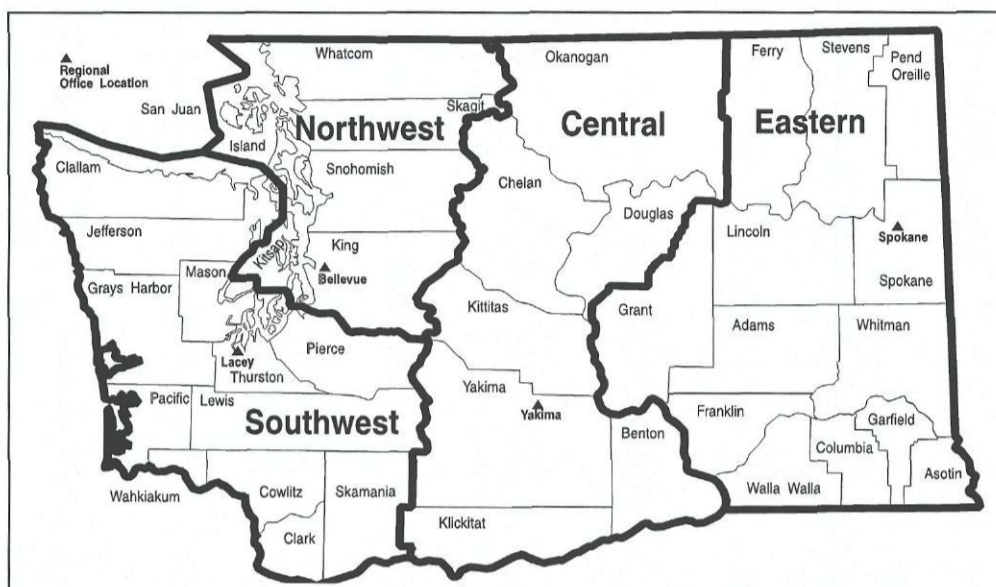 Regional
Office Location
San Juan
Whatcom
Skagit
Northwest
Island
Snohomish
King
Kitsap
Bellevue
Okanogan
Central
Chelan
Douglas
Kittitas
Yakima
Yakima
Benton
Klickitat
Ferry
Stevens
Pend
Oreille
Eastern
Lincoln
Spokane
Spokane
Grant
Adams
Whitman
Franklin
Garfield
Columbia
Walla Walla
Asotin
Clallam
Jefferson
Mason
Grays Harbor
Pierce
Lacey
Thurston
Pacific
Lewis
Southwest
Wahkiakum
Cowlitz
Skamania
Clark